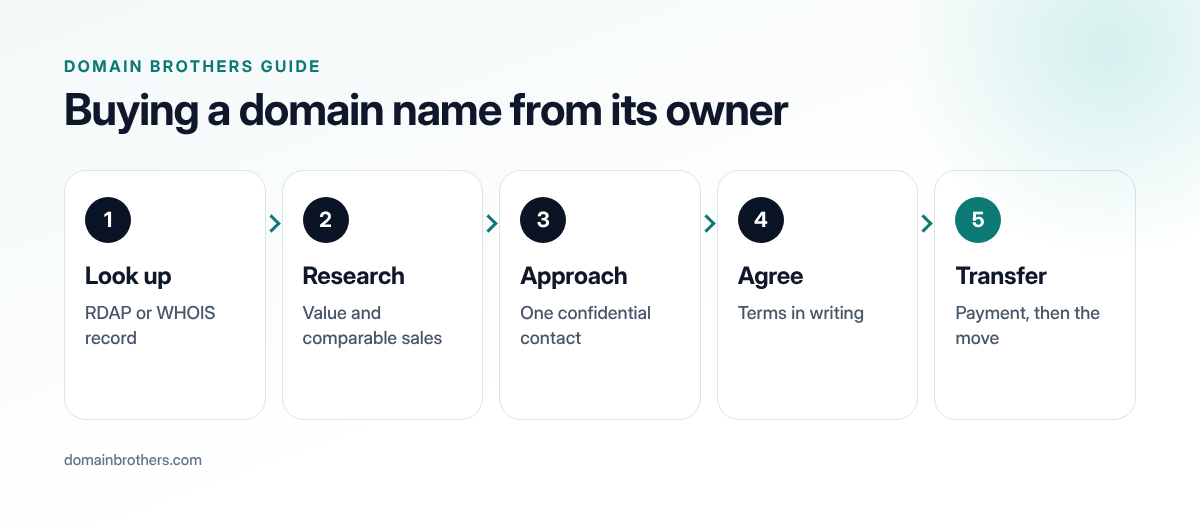 DOMAIN BROTHERS GUIDE
Buying a domain name from its owner
1
Look up
RDAP or WHOIS
record
2
Research
Value and
comparable sales
3
Approach
One confidential
contact
4
Agree
Terms in writing
5
Transfer
Payment, then the
move
domainbrothers.com